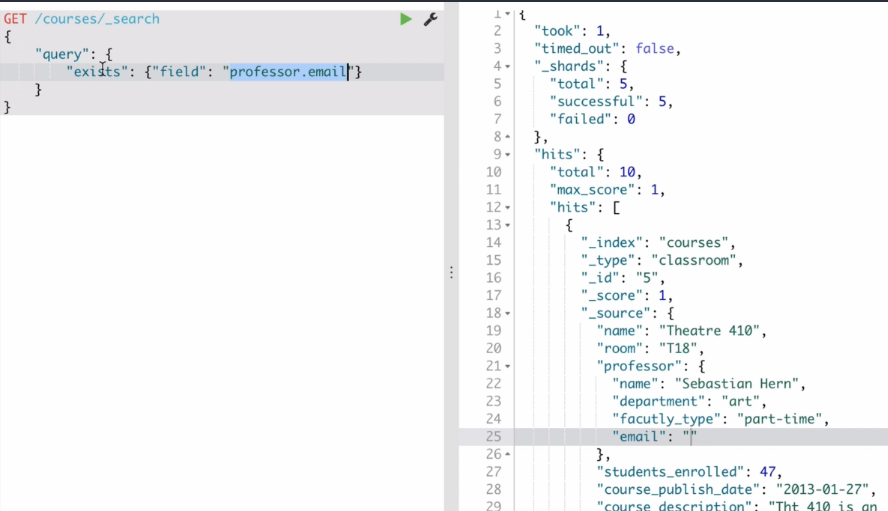 GET /courses/_search
{
"query": {
"exists": {"field": "professor.email"}
}
}
1 {
2 "took": 1,
3 "timed_out": false,
4 "_shards": {
5 "total": 5,
6 "successful": 5,
7 "failed": 0
8 },
9 "hits": {
10 "total": 10,
11 "max_score": 1,
12 "hits": [
13 {
14 "_index": "courses",
15 "_type": "classroom",
16 "_id": "5",
17 "_score": 1,
18 "_source": {
19 "name": "Theatre 410",
20 "room": "T18",
21 "professor": {
22 "name": "Sebastian Hern",
23 "department": "art",
24 "facutly_type": "part-time",
25 "email": ""
26 },
27 "students_enrolled": 47,
28 "course_publish_date": "2013-01-27",
29 "course_description": "Tht 410 is an